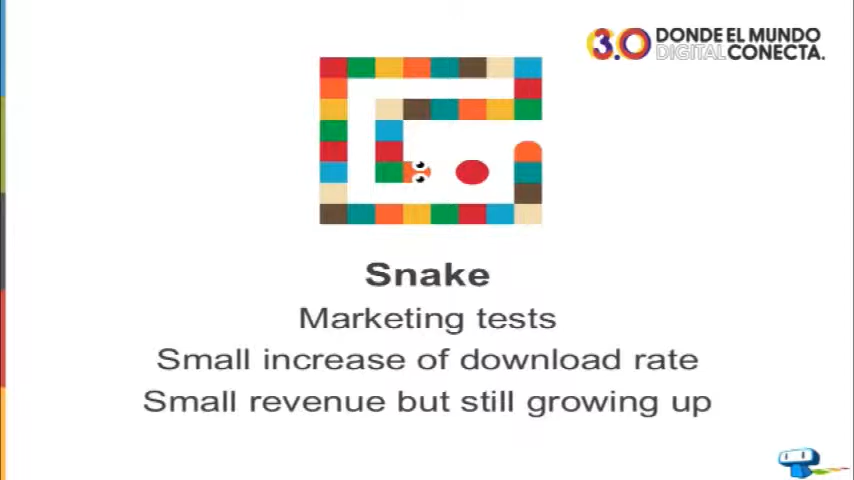 3.0 DONDE EL MUNDO
DIGITAL CONECTA.
Snake
Marketing tests
Small increase of download rate
Small revenue but still growing up